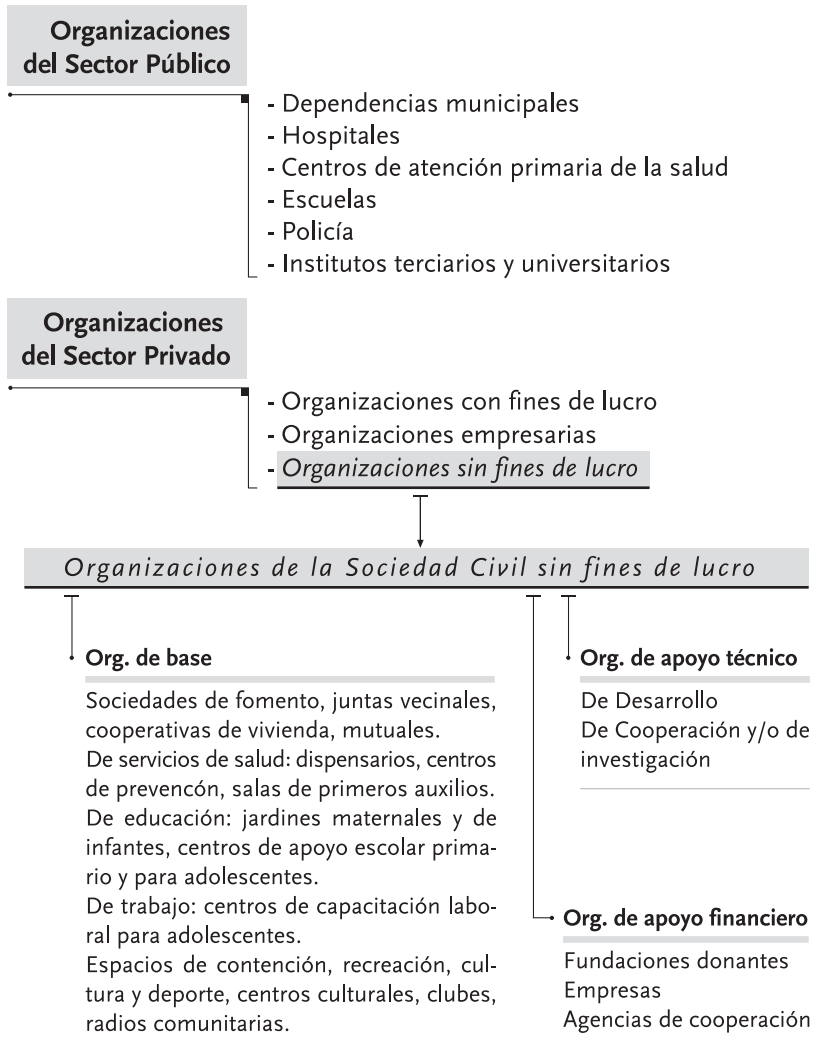 Organizaciones
del Sector Público
- Dependencias municipales
- Hospitales
- Centros de atención primaria de la salud
- Escuelas
- Policía
- Institutos terciarios y universitarios
Organizaciones
del Sector Privado
- Organizaciones con fines de lucro
- Organizaciones empresarias
- Organizaciones sin fines de lucro
Organizaciones de la Sociedad Civil sin fines de lucro
Org. de base
Sociedades de fomento, juntas vecinales,
cooperativas de vivienda, mutuales.
De servicios de salud: dispensarios, centros
de prevencón, salas de primeros auxilios.
De educación: jardines maternales y de
infantes, centros de apoyo escolar prima-
rio y para adolescentes.
De trabajo: centros de capacitación labo-
ral para adolescentes.
Espacios de contención, recreación, cul-
tura y deporte, centros culturales, clubes,
radios comunitarias.
Org. de apoyo técnico
De Desarrollo
De Cooperación y/o de
investigación
Org. de apoyo financiero
Fundaciones donantes
Empresas
Agencias de cooperación